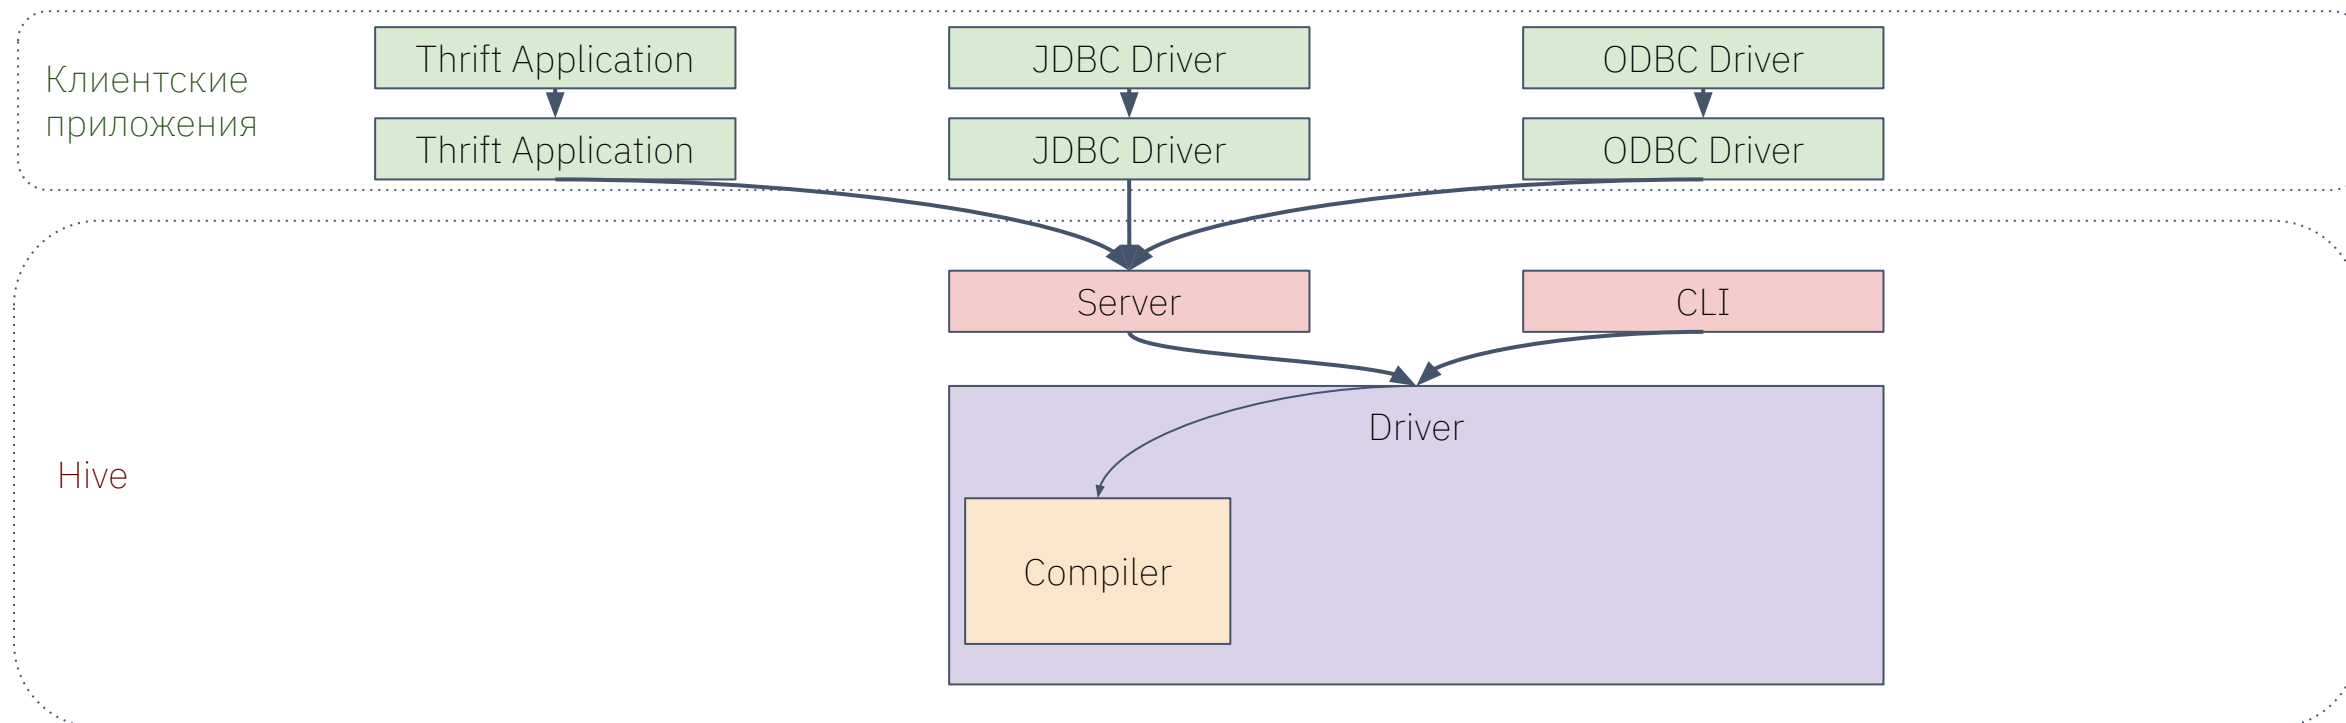 Клиентские
приложения
Thrift Application
JDBC Driver
ODBC Driver
Thrift Application
JDBC Driver
ODBC Driver
Hive
Server
CLI
Driver
Compiler